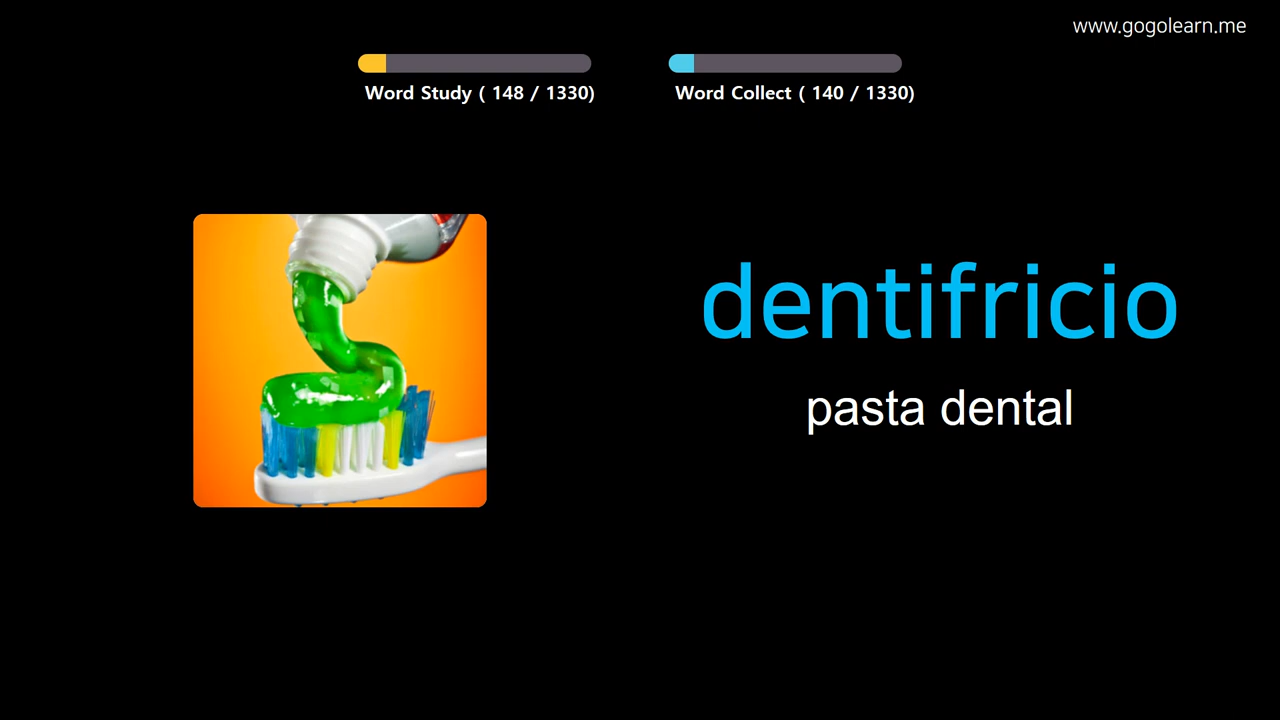 www.gogolearn.me
Word Study ( 148 / 1330)
Word Collect ( 140 / 1330)
dentifricio
pasta dental